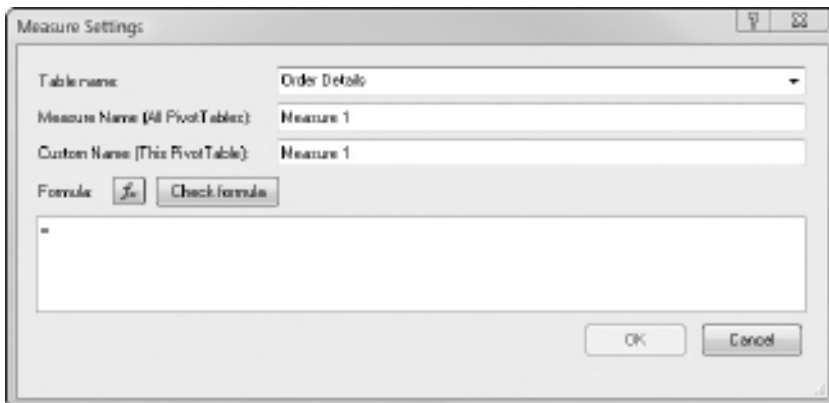 Measure Settings
Table name: Order Details
Measure Name (All PivotTables): Measure 1
Custom Name (This PivotTable): Measure 1
Formula: fx Check formula
=
OK Cancel